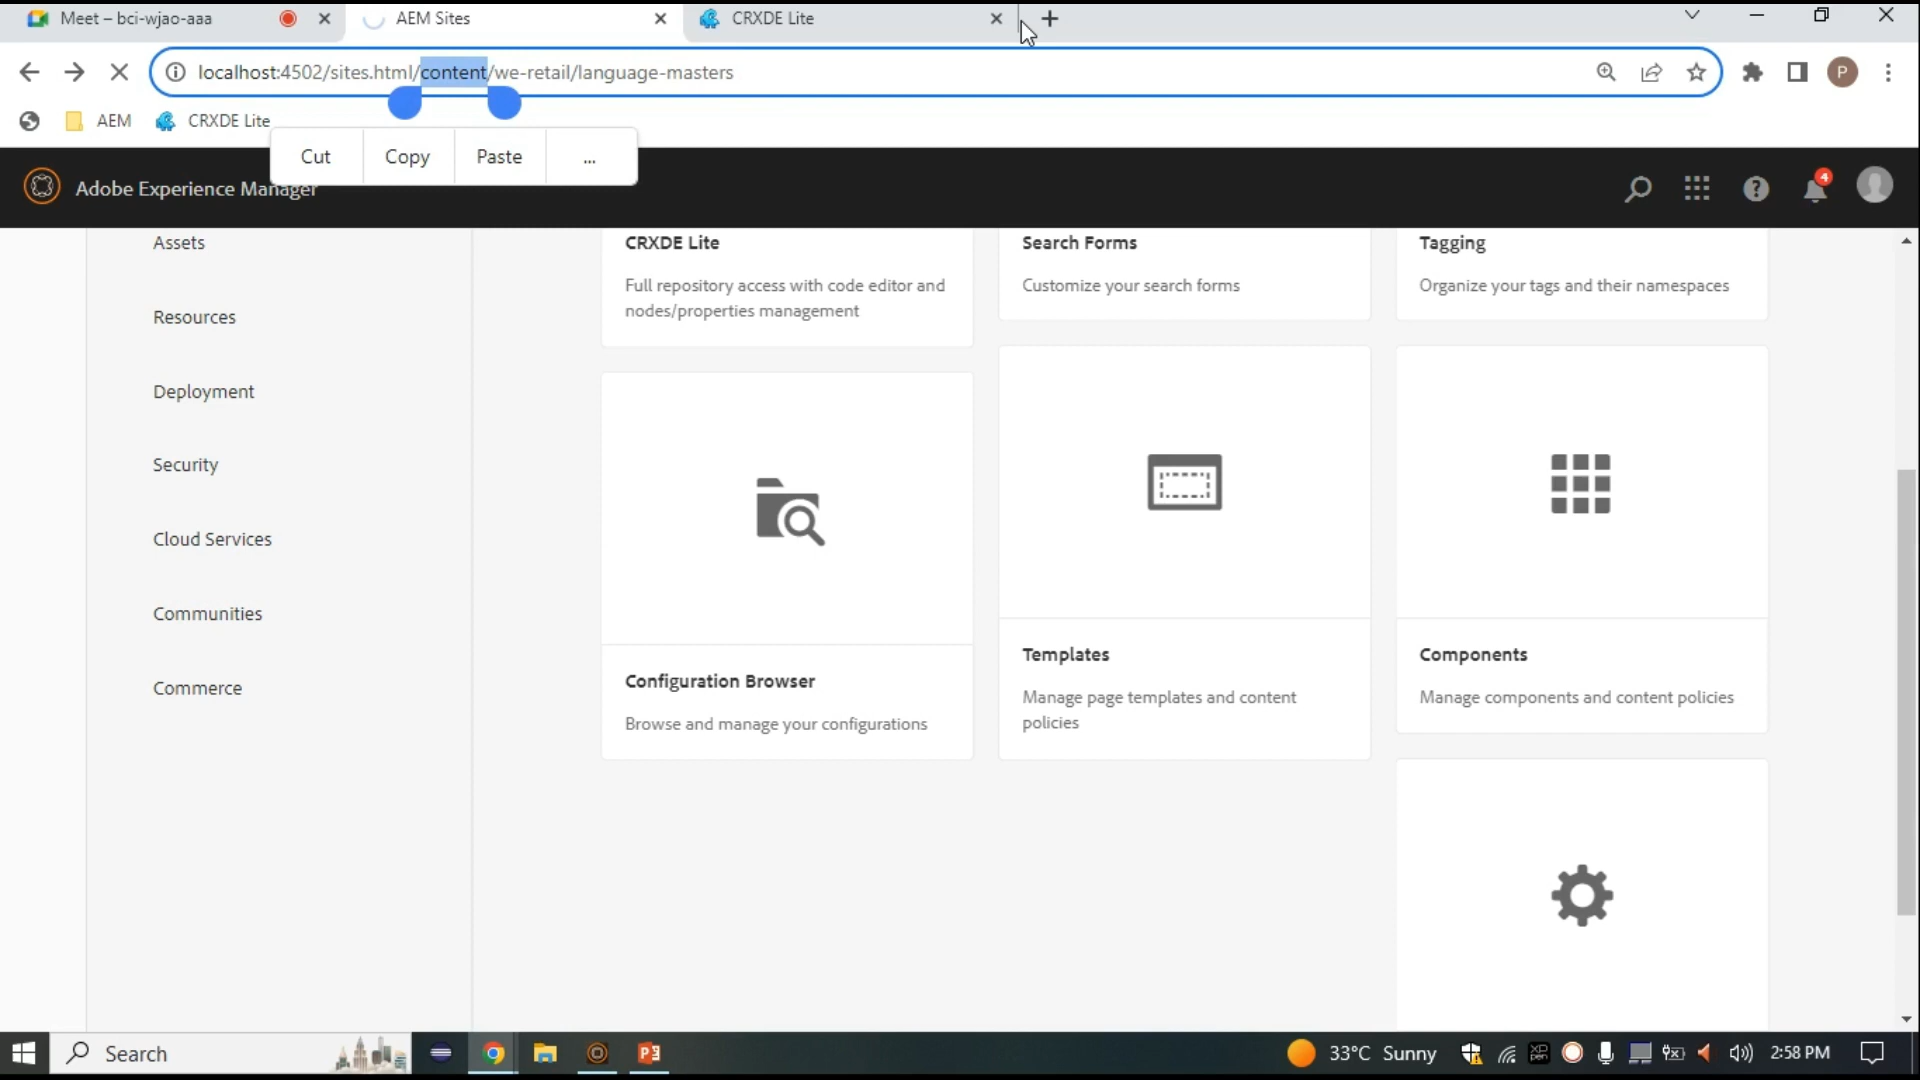 Meet – bci-wjao-aaa
AEM Sites
CRXDE Lite
localhost:4502/sites.html/content/we-retail/language-masters
P
AEM
CRXDE Lite
Cut
Copy
Paste
...
Adobe Experience Manager
4
Assets
Resources
Deployment
Security
Cloud Services
Communities
Commerce
CRXDE Lite
Full repository access with code editor and
nodes/properties management
Search Forms
Customize your search forms
Tagging
Organize your tags and their namespaces
Configuration Browser
Browse and manage your configurations
Templates
Manage page templates and content
policies
Components
Manage components and content policies
Search
33°C Sunny
2:58 PM